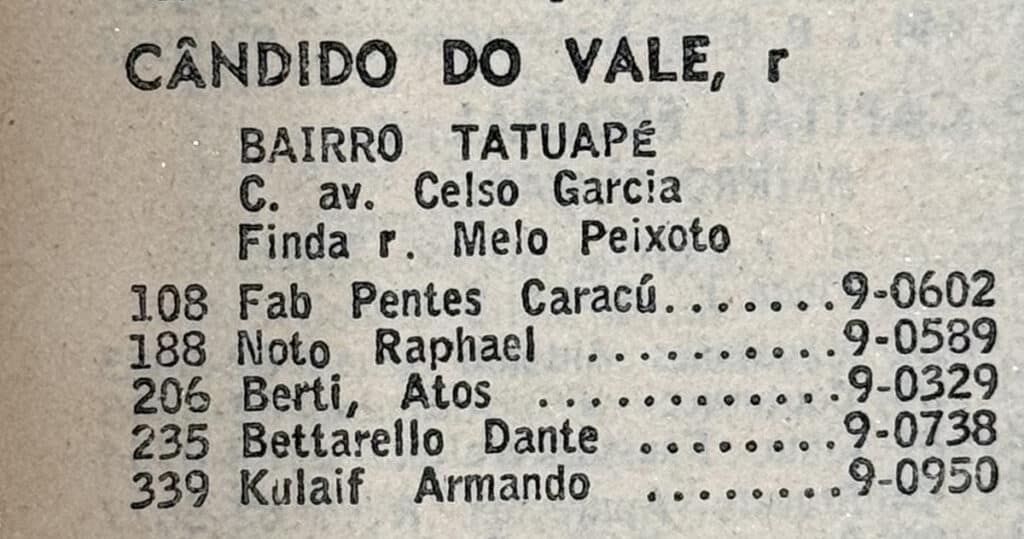 CÂNDIDO DO VALE, r
BAIRRO TATUAPÉ
C. av. Celso Garcia
Finda r. Melo Peixoto
108 Fab Pentes Caracú.......9-0602
188 Noto Raphael ..........9-0589
206 Berti, Atos ............9-0329
235 Bettarello Dante ........9-0738
339 Kulaif Armando ........9-0950